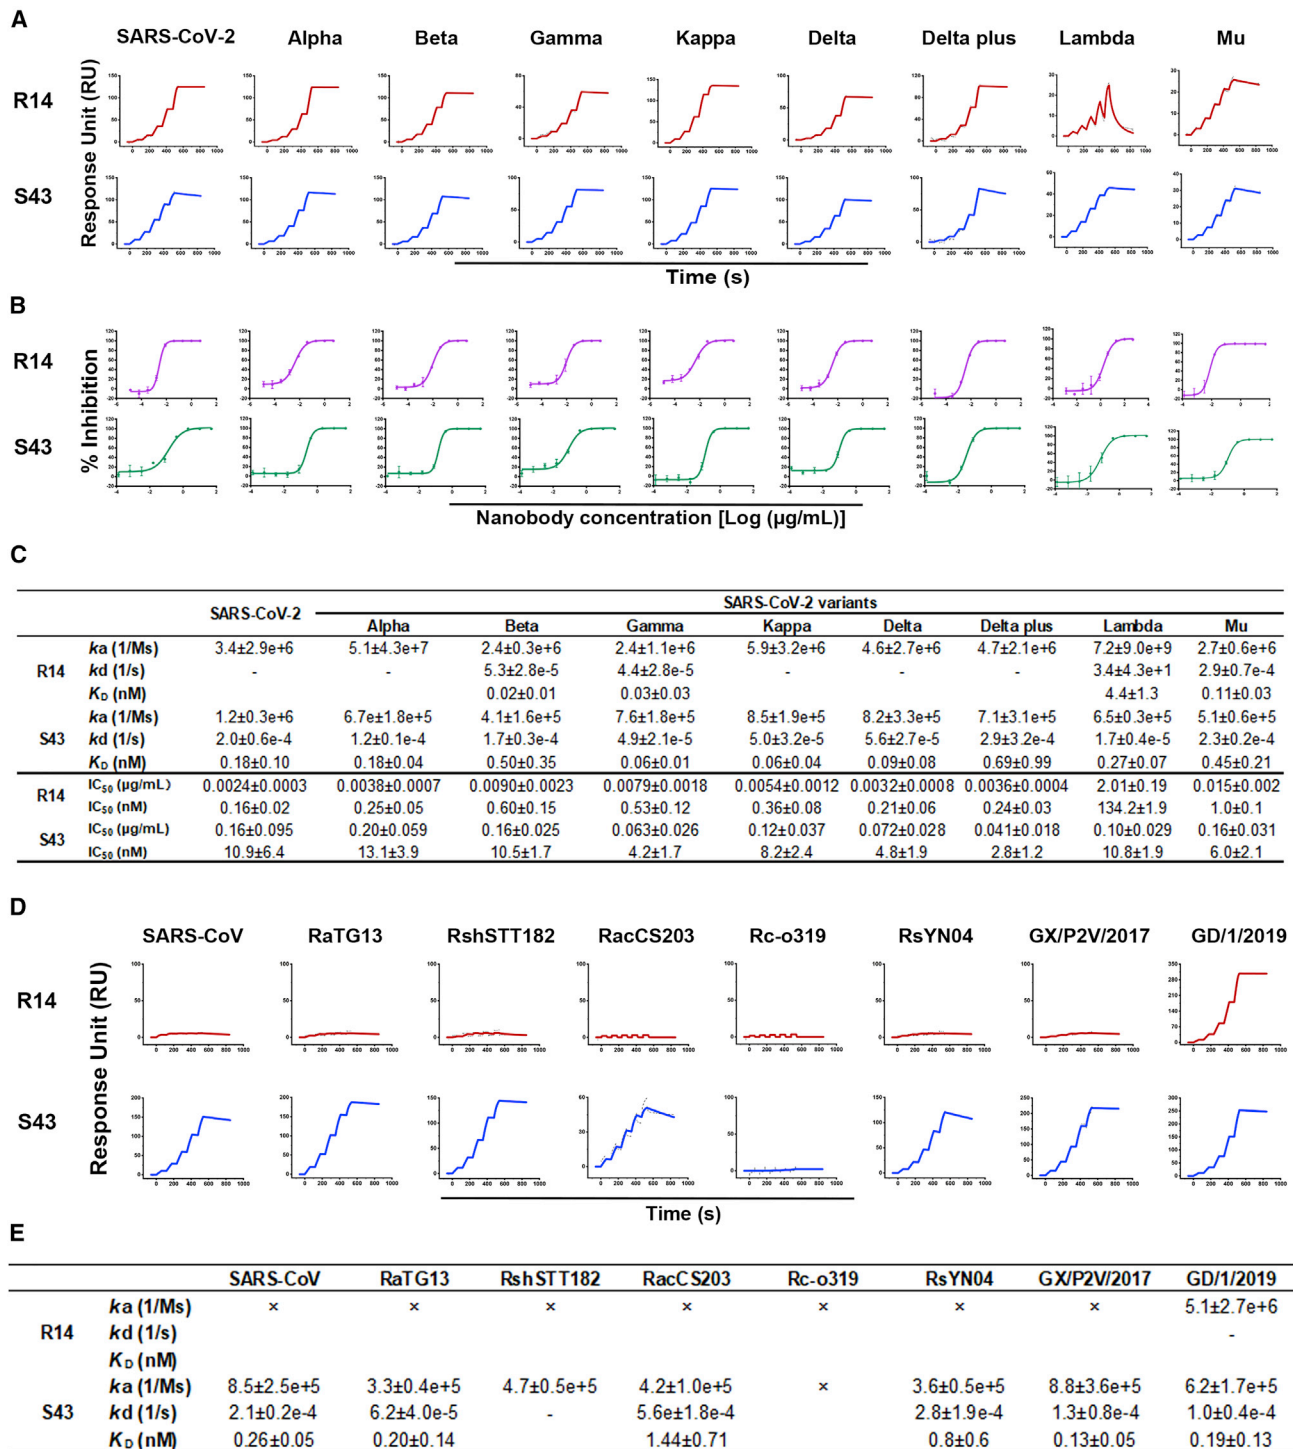 A
SARS-CoV-2 Alpha Beta Gamma Kappa Delta Delta plus Lambda Mu
Response Unit (RU)
R14
S43
Time (s)
B
% Inhibition
R14
S43
Nanobody concentration [Log (µg/mL)]
C
SARS-CoV-2 SARS-CoV-2 variants
Alpha Beta Gamma Kappa Delta Delta plus Lambda Mu
R14 ka (1/Ms) 3.4±2.9e+6 5.1±4.3e+7 2.4±0.3e+6 2.4±1.1e+6 5.9±3.2e+6 4.6±2.7e+6 4.7±2.1e+6 7.2±9.0e+9 2.7±0.6e+6
kd (1/s) - - 5.3±2.8e-5 4.4±2.8e-5 - - - 3.4±4.3e+1 2.9±0.7e-4
KD (nM) 0.02±0.01 0.03±0.03 4.4±1.3 0.11±0.03
S43 ka (1/Ms) 1.2±0.3e+6 6.7e±1.8e+5 4.1±1.6e+5 7.6±1.8e+5 8.5±1.9e+5 8.2±3.3e+5 7.1±3.1e+5 6.5±0.3e+5 5.1±0.6e+5
kd (1/s) 2.0±0.6e-4 1.2±0.1e-4 1.7±0.3e-4 4.9±2.1e-5 5.0±3.2e-5 5.6±2.7e-5 2.9±3.2e-4 1.7±0.4e-5 2.3±0.2e-4
KD (nM) 0.18±0.10 0.18±0.04 0.50±0.35 0.06±0.01 0.06±0.04 0.09±0.08 0.69±0.99 0.27±0.07 0.45±0.21
R14 IC50 (µg/mL) 0.0024±0.0003 0.0038±0.0007 0.0090±0.0023 0.0079±0.0018 0.0054±0.0012 0.0032±0.0008 0.0036±0.0004 2.01±0.19 0.015±0.002
IC50 (nM) 0.16±0.02 0.25±0.05 0.60±0.15 0.53±0.12 0.36±0.08 0.21±0.06 0.24±0.03 134.2±1.9 1.0±0.1
S43 IC50 (µg/mL) 0.16±0.095 0.20±0.059 0.16±0.025 0.063±0.026 0.12±0.037 0.072±0.028 0.041±0.018 0.10±0.029 0.16±0.031
IC50 (nM) 10.9±6.4 13.1±3.9 10.5±1.7 4.2±1.7 8.2±2.4 4.8±1.9 2.8±1.2 10.8±1.9 6.0±2.1
D
SARS-CoV RaTG13 RshSTT182 RacCS203 Rc-o319 RsYN04 GX/P2V/2017 GD/1/2019
Response Unit (RU)
R14
S43
Time (s)
E
SARS-CoV RaTG13 RshSTT182 RacCS203 Rc-o319 RsYN04 GX/P2V/2017 GD/1/2019
R14 ka (1/Ms) × × × × × × × 5.1±2.7e+6
kd (1/s) -
KD (nM)
S43 ka (1/Ms) 8.5±2.5e+5 3.3±0.4e+5 4.7±0.5e+5 4.2±1.0e+5 × 3.6±0.5e+5 8.8±3.6e+5 6.2±1.7e+5
kd (1/s) 2.1±0.2e-4 6.2±4.0e-5 - 5.6e±1.8e-4 2.8±1.9e-4 1.3±0.8e-4 1.0±0.4e-4
KD (nM) 0.26±0.05 0.20±0.14 1.44±0.71 0.8±0.6 0.13±0.05 0.19±0.13